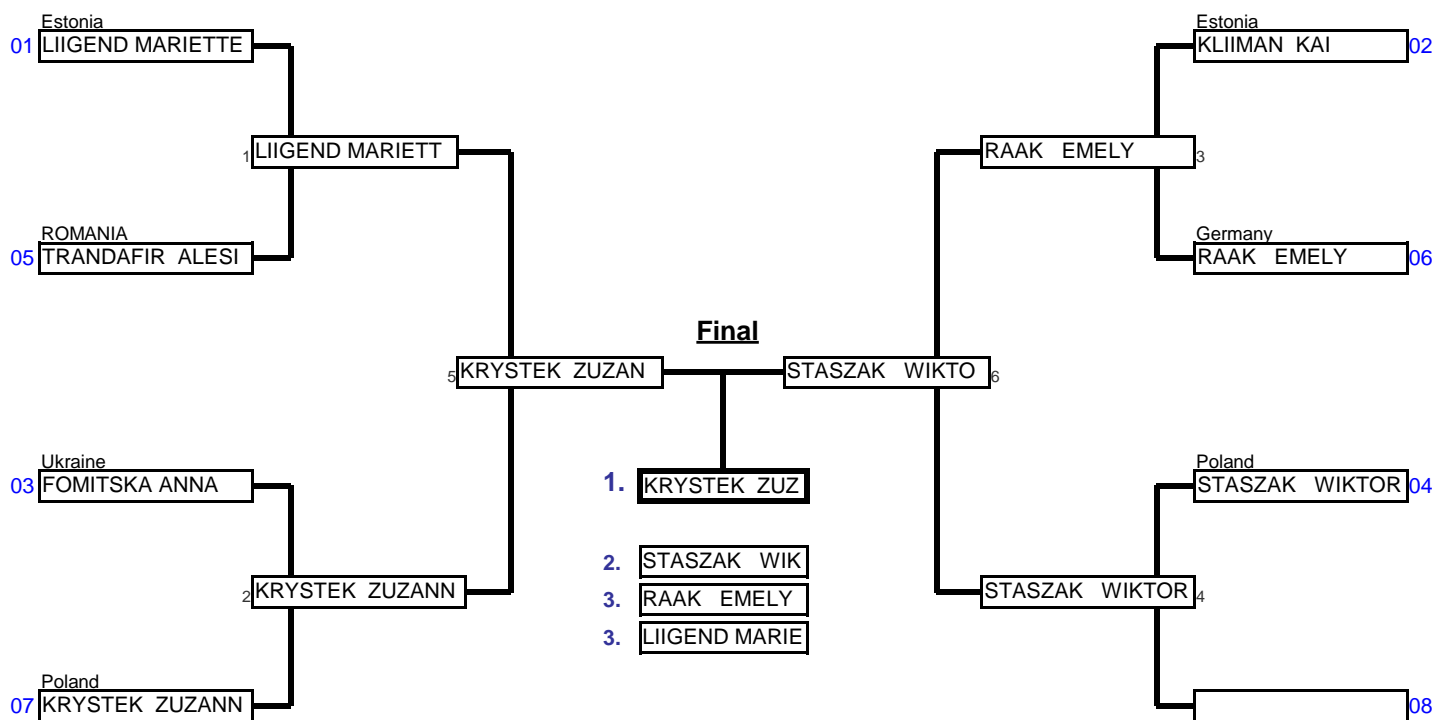 Estonia
01 LIIGEND MARIETTE
Estonia
KLIIMAN KAI 02
1 LIIGEND MARIETT
RAAK EMELY 3
ROMANIA
05 TRANDAFIR ALESI
Germany
RAAK EMELY 06
Final
5 KRYSTEK ZUZAN
STASZAK WIKTO 6
Ukraine
03 FOMITSKA ANNA
1. KRYSTEK ZUZ
Poland
STASZAK WIKTOR 04
2. STASZAK WIK
2 KRYSTEK ZUZANN
3. RAAK EMELY
STASZAK WIKTOR 4
3. LIIGEND MARIE
Poland
07 KRYSTEK ZUZANN
08